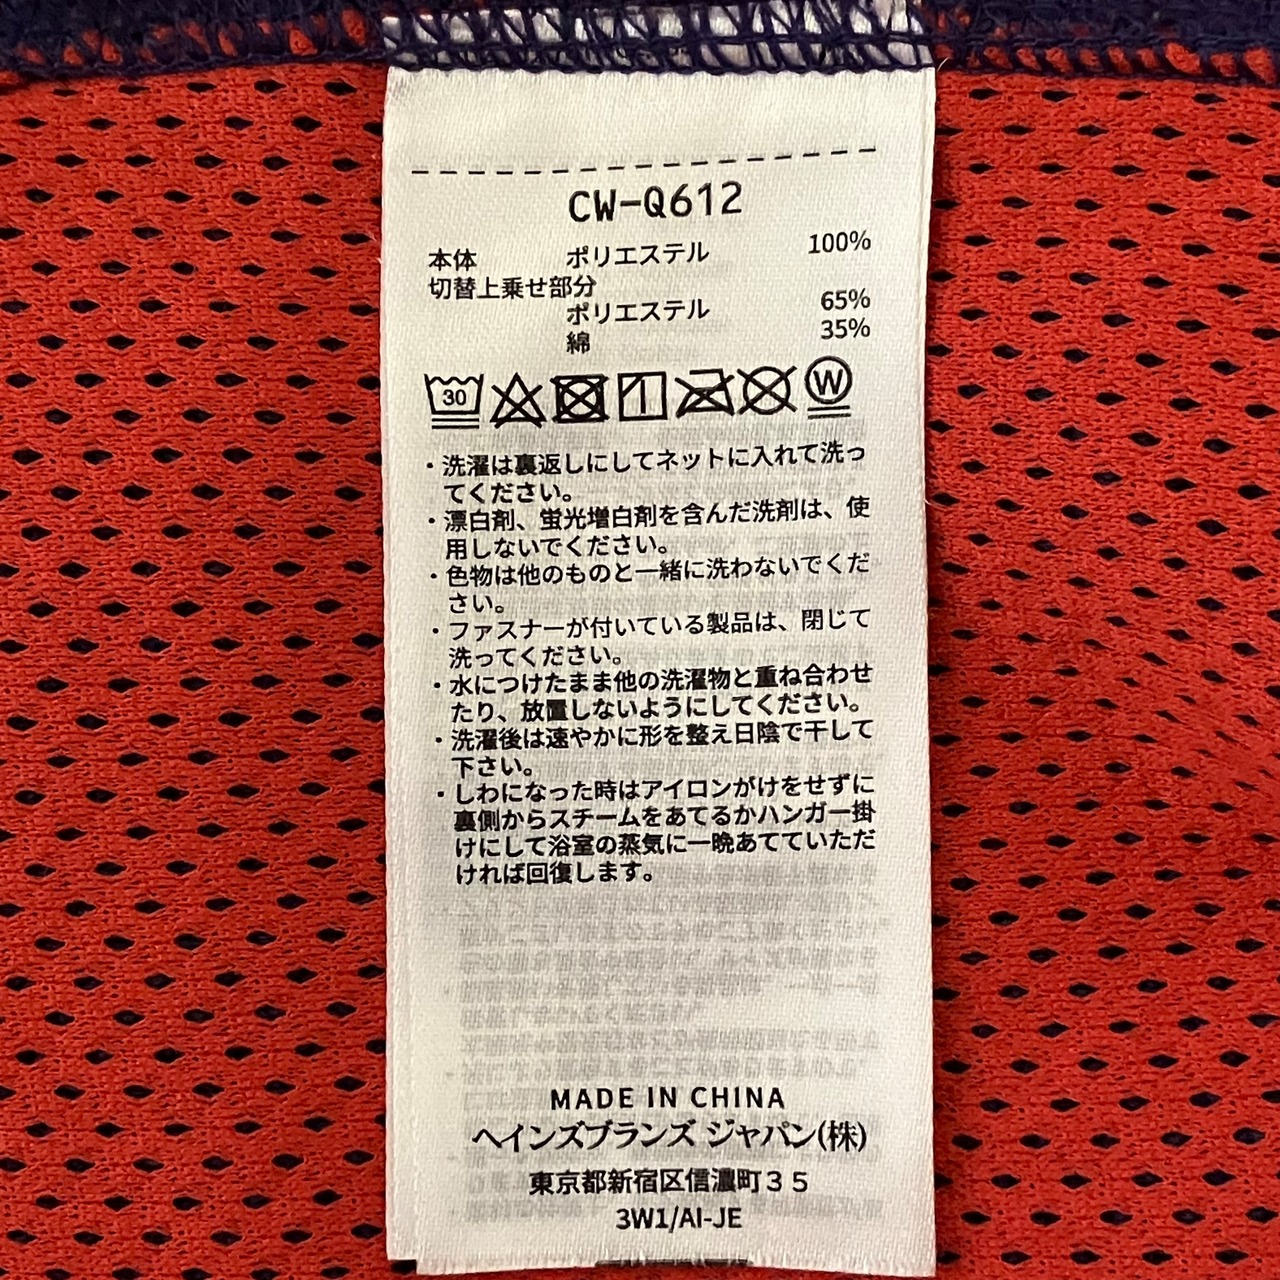 CW-Q612
本体 ポリエステル 100%
切替上乗せ部分
ポリエステル 65%
綿 35%
30 W
・洗濯は裏返しにしてネットに入れて洗っ
てください。
・漂白剤、蛍光増白剤を含んだ洗剤は、使
用しないでください。
・色物は他のものと一緒に洗わないでくだ
さい。
・ファスナーが付いている製品は、閉じて
洗ってください。
・水につけたまま他の洗濯物と重ね合わせ
たり、放置しないようにしてください。
・洗濯後は速やかに形を整え日陰で干して
下さい。
・しわになった時はアイロンがけをせずに
裏側からスチームをあてるかハンガー掛
けにして浴室の蒸気に一晩あてていただ
ければ回復します。
MADE IN CHINA
ヘインズブランズ ジャパン(株)
東京都新宿区信濃町35
3W1/AI-JE